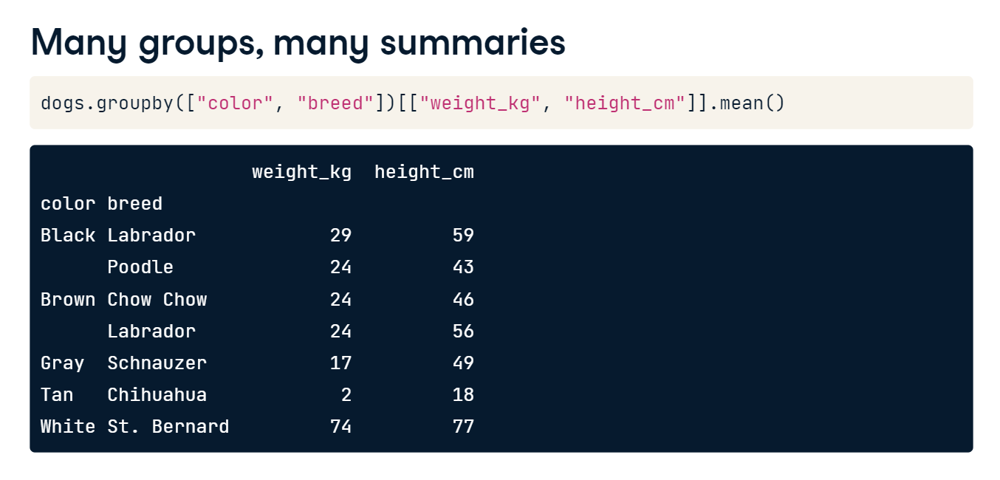 Many groups, many summaries
dogs.groupby(["color", "breed"])[["weight_kg", "height_cm"]].mean()
                   weight_kg  height_cm
color breed
Black Labrador            29         59
      Poodle              24         43
Brown Chow Chow           24         46
      Labrador            24         56
Gray  Schnauzer           17         49
Tan   Chihuahua            2         18
White St. Bernard         74         77